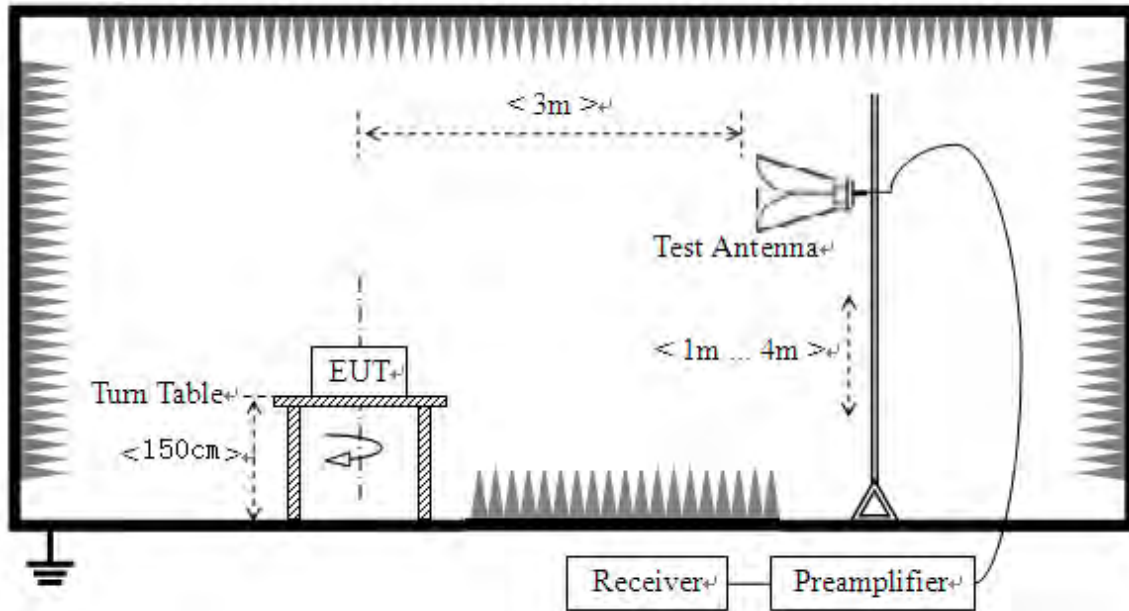 < 3m >↵
Test Antenna↵
< 1m ... 4m >↵
EUT↵
Turn Table↵
<150cm>↵
Receiver↵
Preamplifier↵